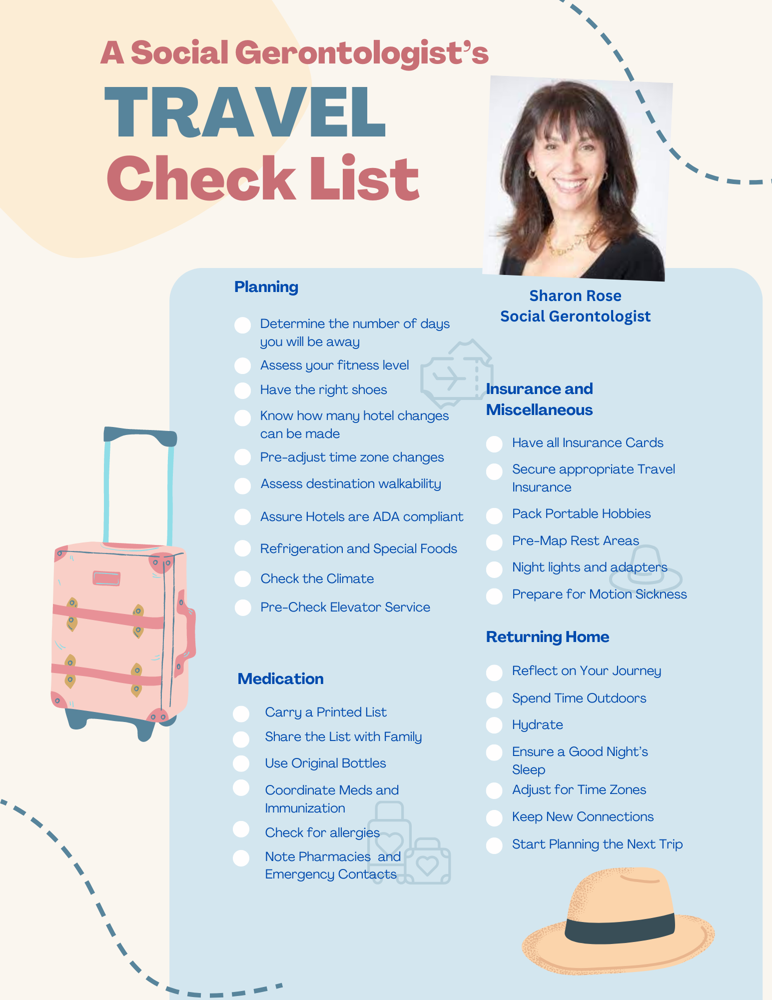 A Social Gerontologist’s
TRAVEL
Check List
Sharon Rose
Social Gerontologist
Planning
Determine the number of days
you will be away
Assess your fitness level
Have the right shoes
Know how many hotel changes
can be made
Pre-adjust time zone changes
Assess destination walkability
Assure Hotels are ADA compliant
Refrigeration and Special Foods
Check the Climate
Pre-Check Elevator Service
Medication
Carry a Printed List
Share the List with Family
Use Original Bottles
Coordinate Meds and
Immunization
Check for allergies
Note Pharmacies  and
Emergency Contacts
Insurance and
Miscellaneous
Have all Insurance Cards
Secure appropriate Travel
Insurance
Pack Portable Hobbies
Pre-Map Rest Areas
Night lights and adapters
Prepare for Motion Sickness
Returning Home
Reflect on Your Journey
Spend Time Outdoors
Hydrate
Ensure a Good Night’s
Sleep
Adjust for Time Zones
Keep New Connections
Start Planning the Next Trip